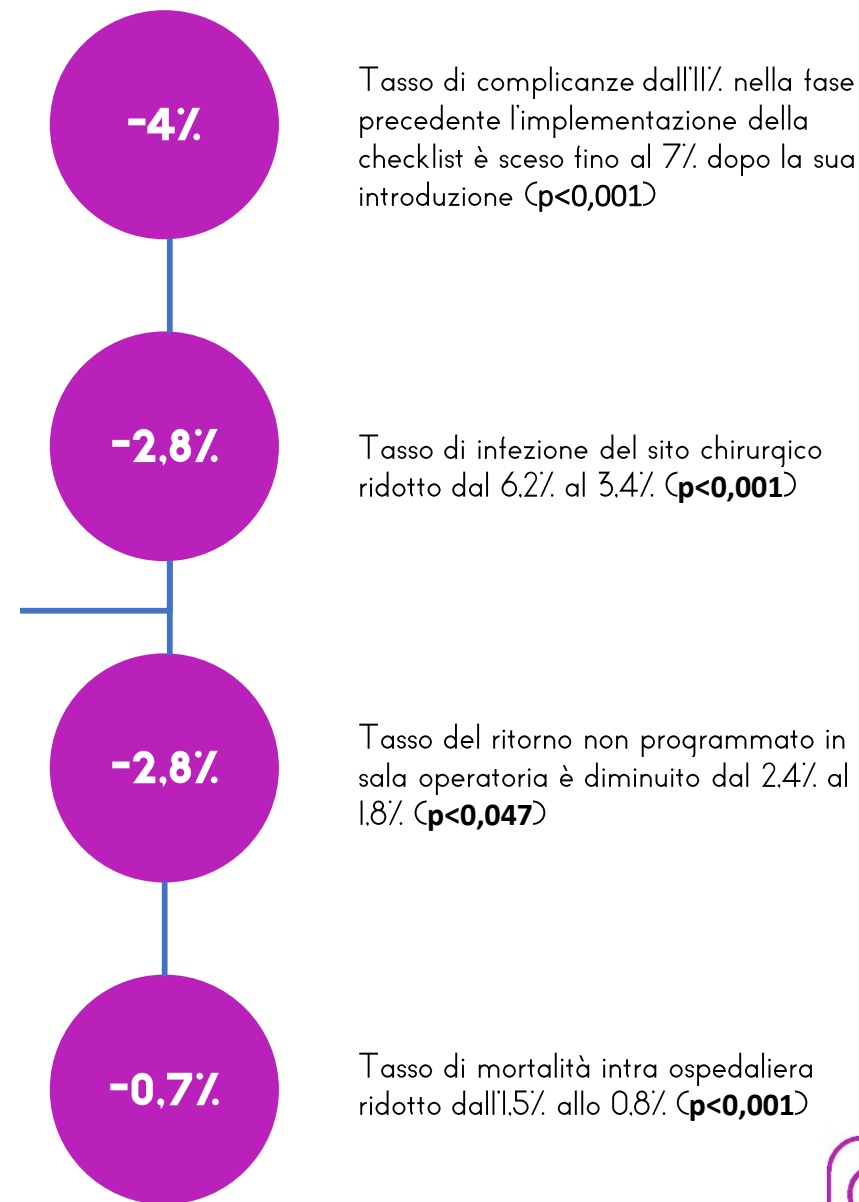 -4%
Tasso di complicanze dall'11% nella fase
precedente l'implementazione della
checklist è sceso fino al 7% dopo la sua
introduzione (p<0,001)
-2,8%
Tasso di infezione del sito chirurgico
ridotto dal 6,2% al 3,4% (p<0,001)
-2,8%
Tasso del ritorno non programmato in
sala operatoria è diminuito dal 2,4% al
1,8% (p<0,047)
-0,7%
Tasso di mortalità intra ospedaliera
ridotto dall'1,5% allo 0,8% (p<0,001)